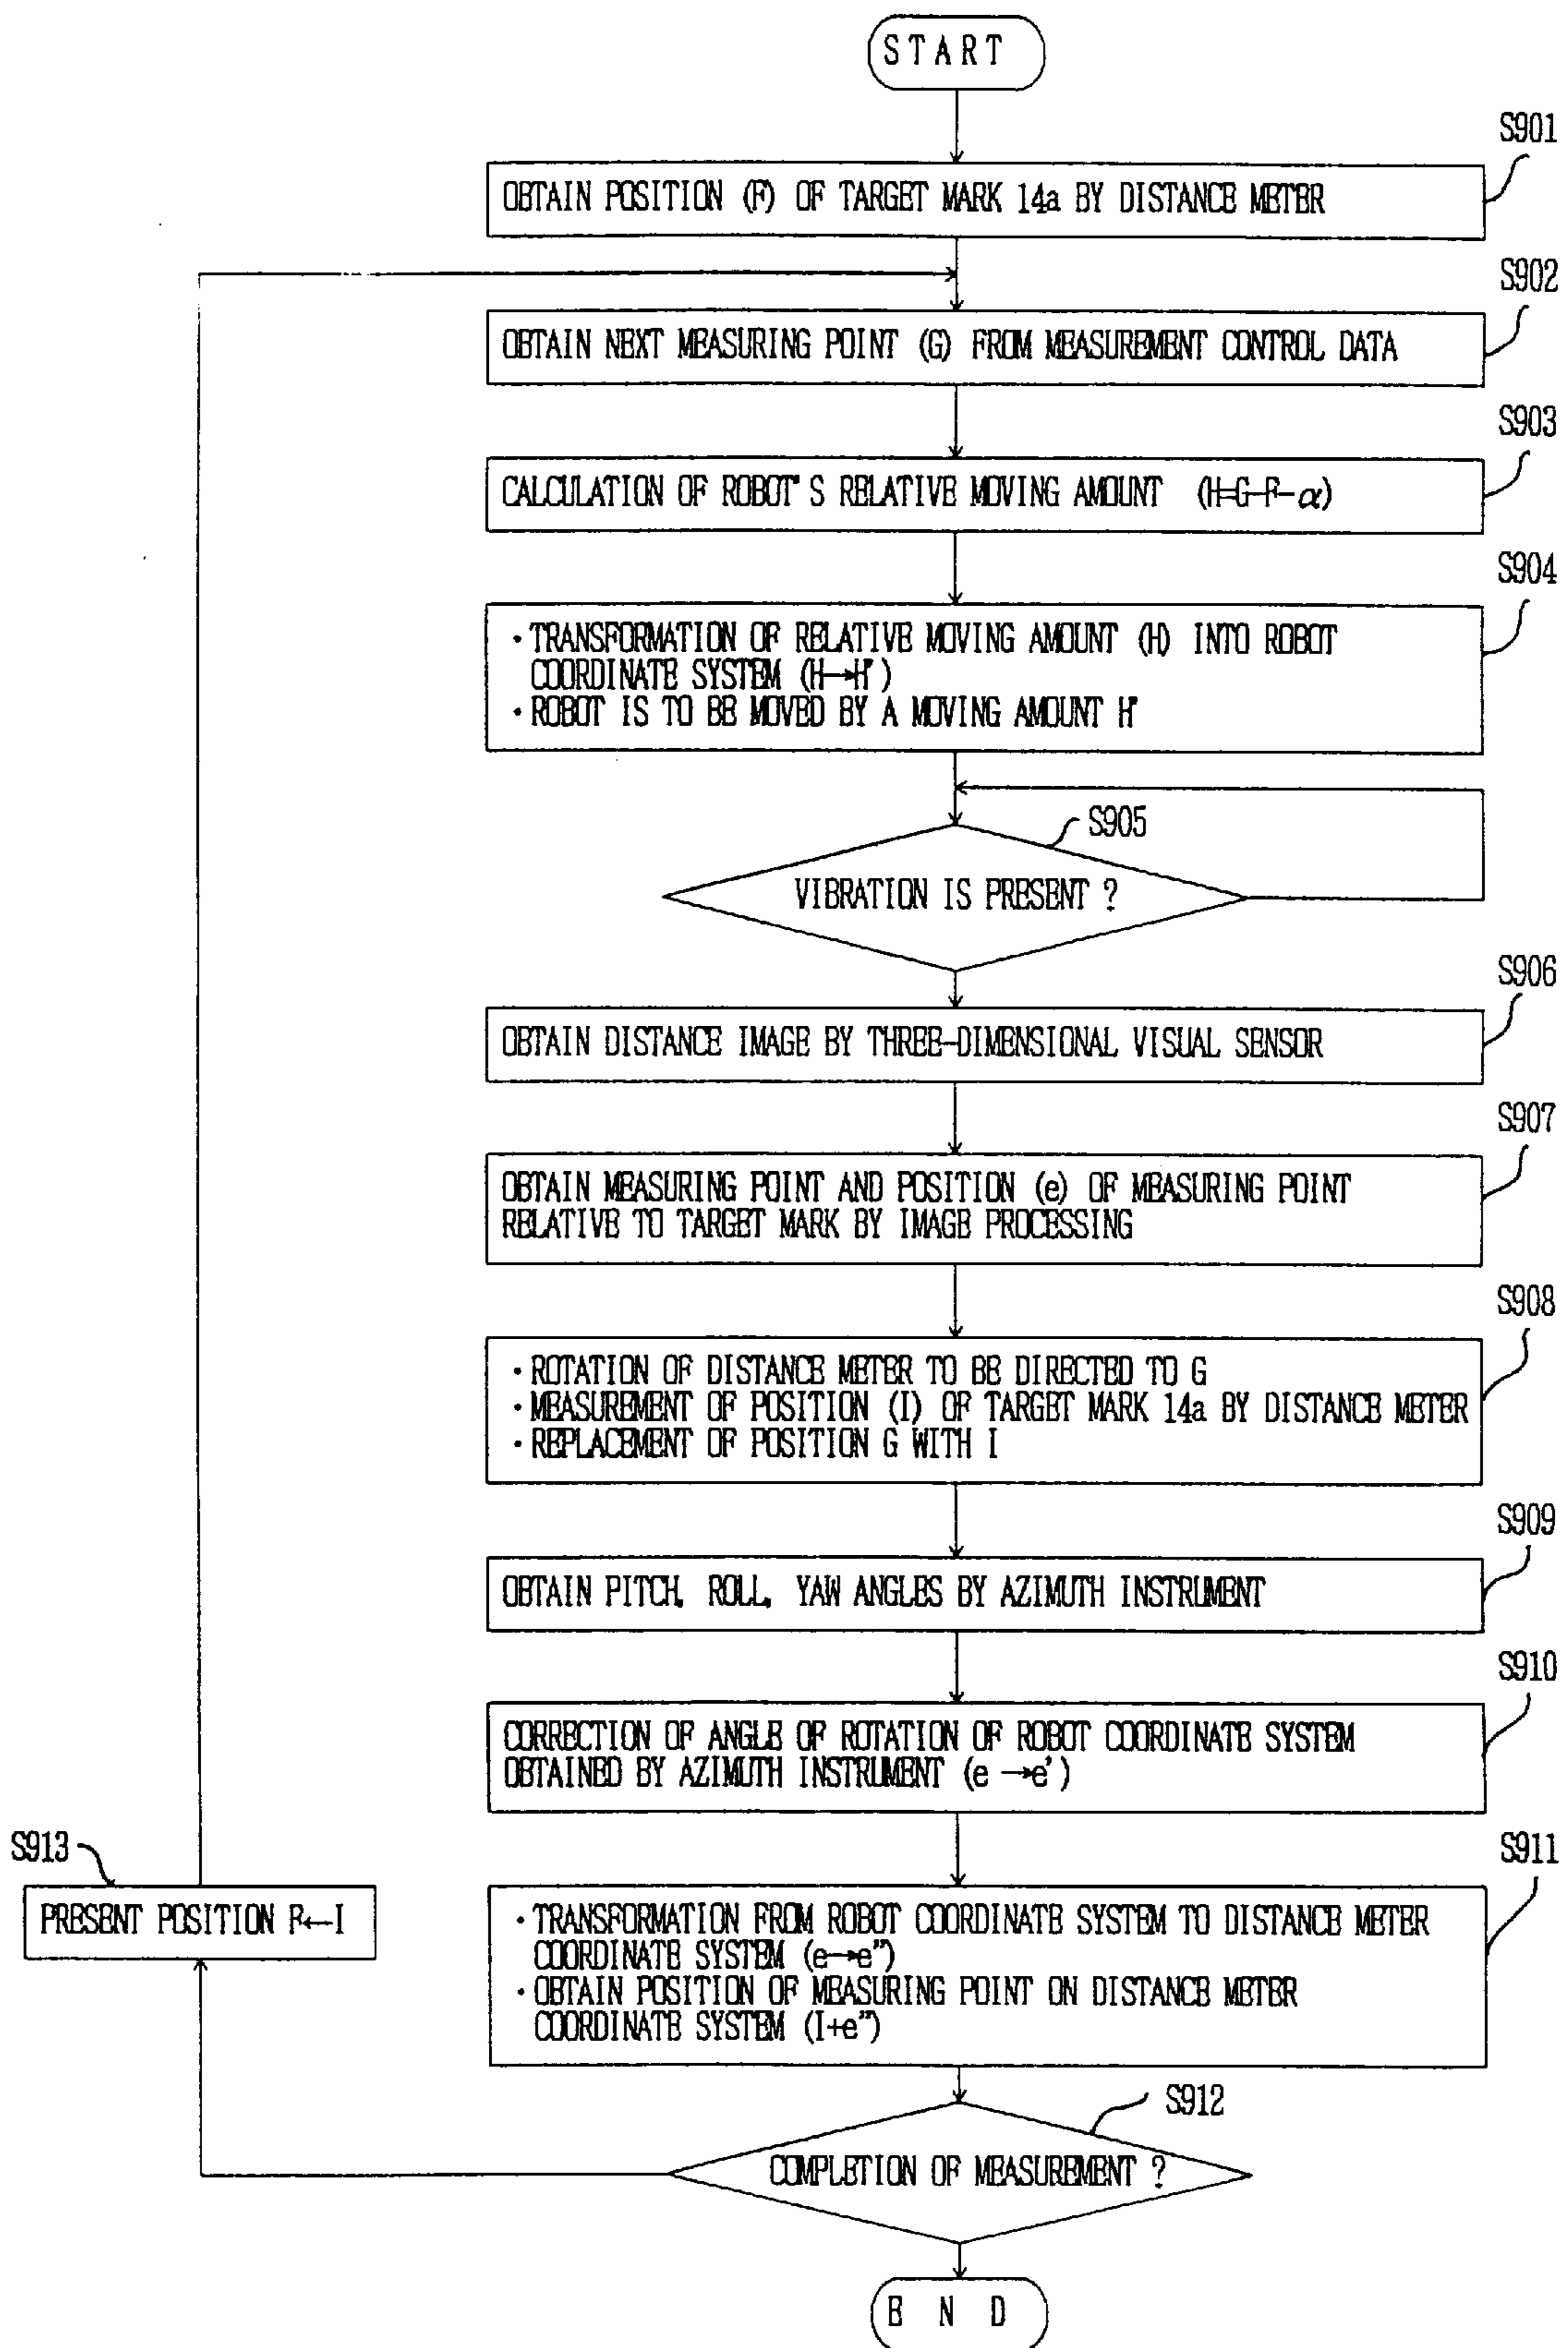 START
S901
OBTAIN POSITION (F) OF TARGET MARK 14a BY DISTANCE METER
S902
OBTAIN NEXT MEASURING POINT (G) FROM MEASUREMENT CONTROL DATA
S903
CALCULATION OF ROBOT'S RELATIVE MOVING AMOUNT (H=G-F-α)
S904
・TRANSFORMATION OF RELATIVE MOVING AMOUNT (H) INTO ROBOT
COORDINATE SYSTEM (H→H')
・ROBOT IS TO BE MOVED BY A MOVING AMOUNT H'
S905
VIBRATION IS PRESENT ?
S906
OBTAIN DISTANCE IMAGE BY THREE-DIMENSIONAL VISUAL SENSOR
S907
OBTAIN MEASURING POINT AND POSITION (e) OF MEASURING POINT
RELATIVE TO TARGET MARK BY IMAGE PROCESSING
S908
・ROTATION OF DISTANCE METER TO BE DIRECTED TO G
・MEASUREMENT OF POSITION (I) OF TARGET MARK 14a BY DISTANCE METER
・REPLACEMENT OF POSITION G WITH I
S909
OBTAIN PITCH, ROLL, YAW ANGLES BY AZIMUTH INSTRUMENT
S910
CORRECTION OF ANGLE OF ROTATION OF ROBOT COORDINATE SYSTEM
OBTAINED BY AZIMUTH INSTRUMENT (e →e')
S913
PRESENT POSITION F←I
S911
・TRANSFORMATION FROM ROBOT COORDINATE SYSTEM TO DISTANCE METER
COORDINATE SYSTEM (e→e")
・OBTAIN POSITION OF MEASURING POINT ON DISTANCE METER
COORDINATE SYSTEM (I+e")
S912
COMPLETION OF MEASUREMENT ?
END